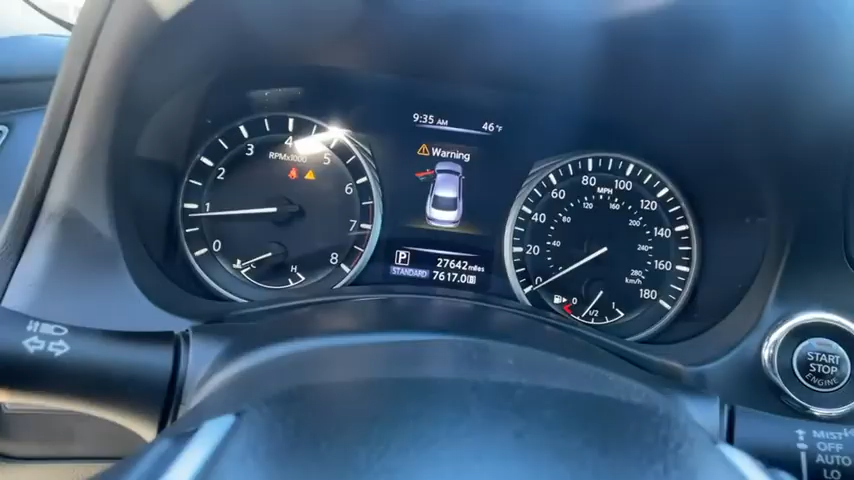 9:35 AM
46°F
Warning
P
27642 miles
STANDARD 7617.0
0 1 2 3 4 5 6 7 8
RPMx1000
C H
0 20 40 60 80 100 120 140 160 180
MPH
40 80 120 160 200 240 280
km/h
0 1/2 1
START
STOP
ENGINE
MIST
OFF
AUTO
LO